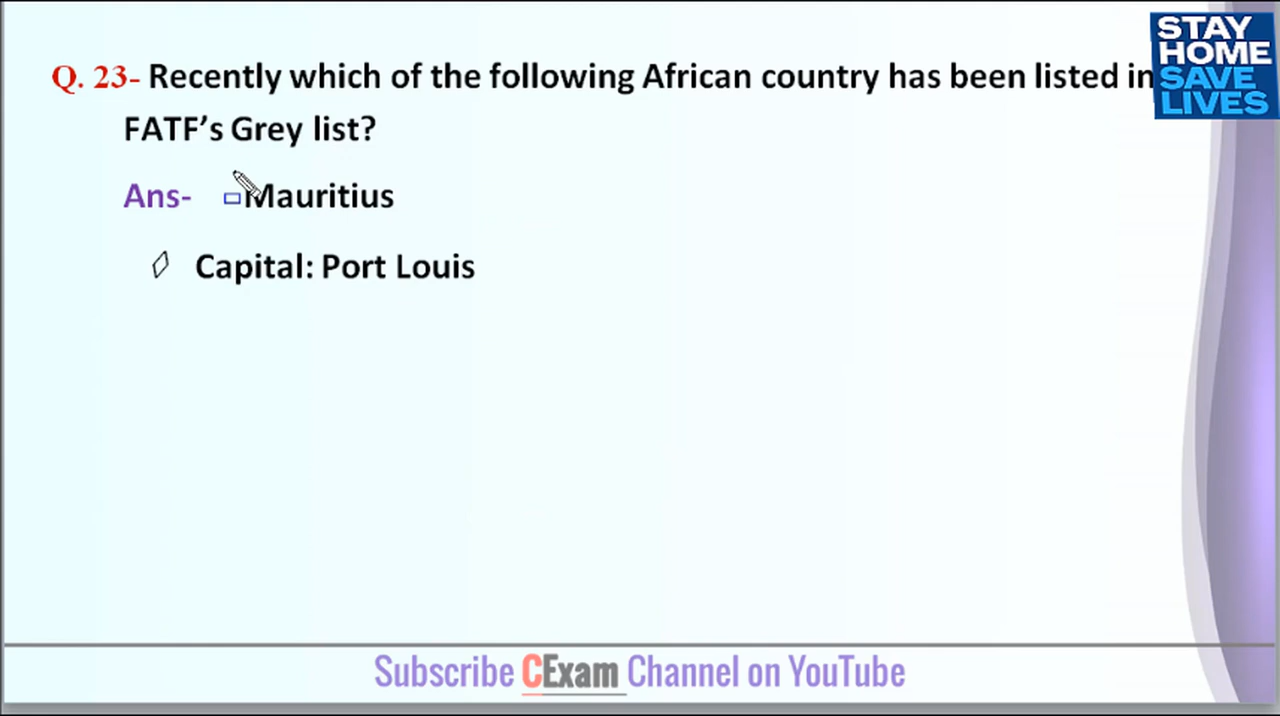 Q. 23- Recently which of the following African country has been listed in
FATF's Grey list?
Ans- Mauritius
Capital: Port Louis
STAY
HOME
SAVE
LIVES
Subscribe CExam Channel on YouTube